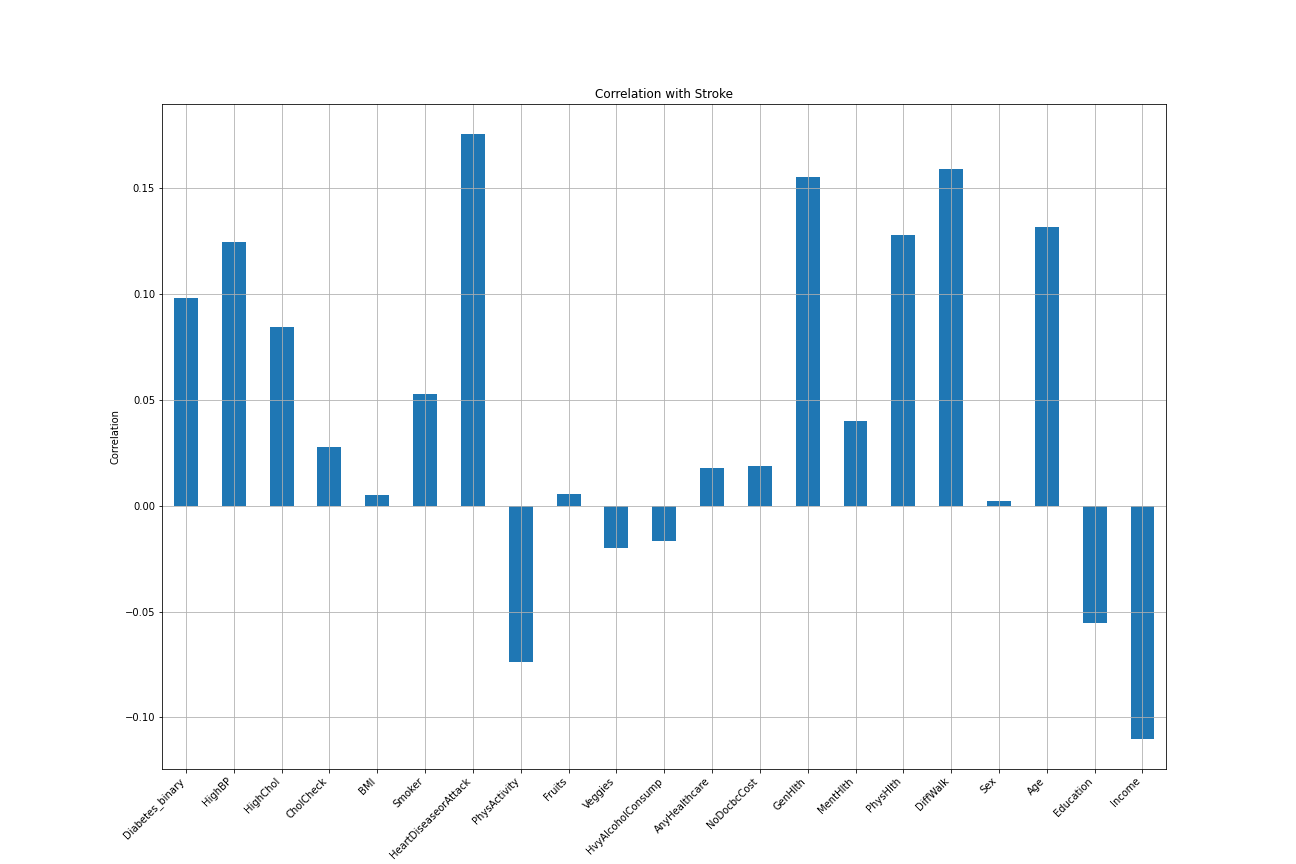 Correlation with Stroke
0.15
0.10
0.05
0.00
−0.05
−0.10
Correlation
Diabetes_binary
HighBP
HighChol
CholCheck
BMI
Smoker
HeartDiseaseorAttack
PhysActivity
Fruits
Veggies
HvyAlcoholConsump
AnyHealthcare
NoDocbcCost
GenHlth
MentHlth
PhysHlth
DiffWalk
Sex
Age
Education
Income